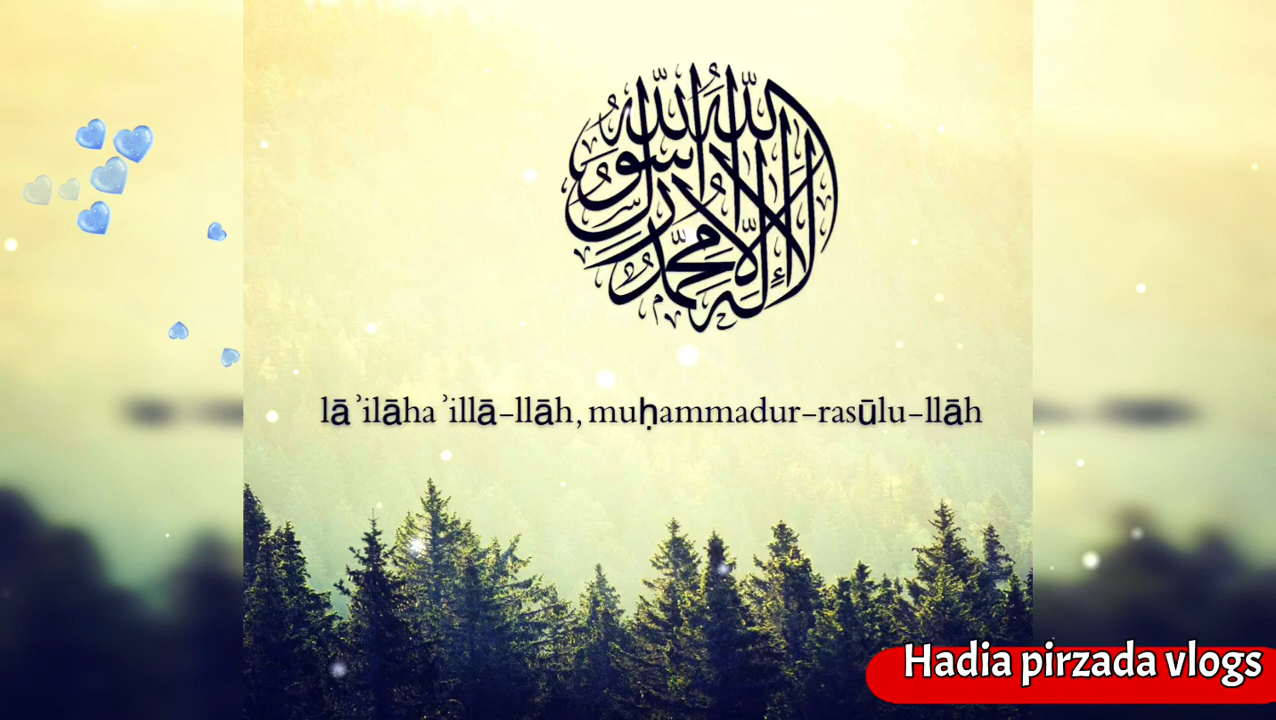 لا إله إلا الله محمد رسول الله
lā ʾilāha ʾillā-llāh, muḥammadur-rasūlu-llāh
Hadia pirzada vlogs